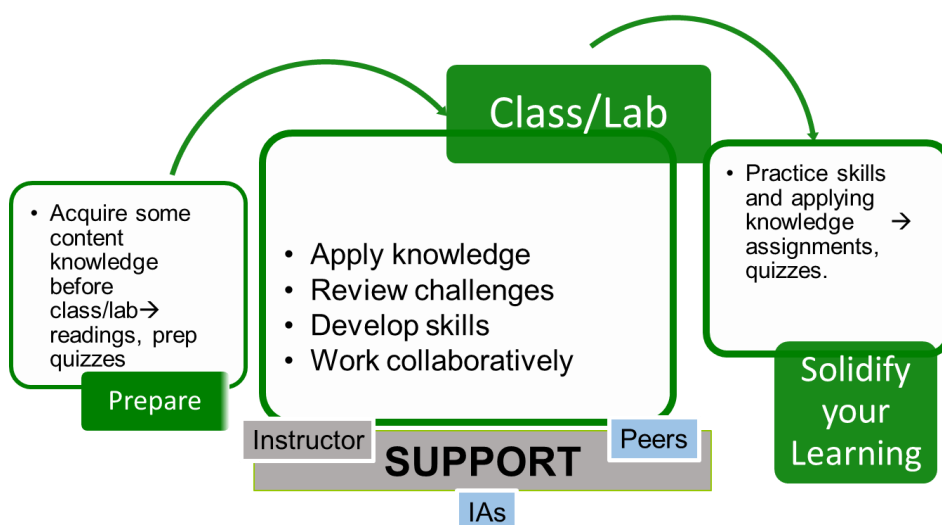 • Acquire some
content
knowledge
before
class/lab→
readings, prep
quizzes
Prepare
Class/Lab
• Apply knowledge
• Review challenges
• Develop skills
• Work collaboratively
Instructor
Peers
SUPPORT
IAs
• Practice skills
and applying
knowledge →
assignments,
quizzes.
Solidify
your
Learning